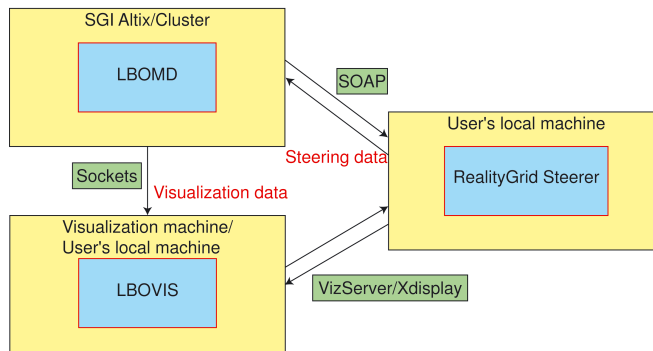 SGI Altix/Cluster
LBOMD
SOAP
User's local machine
Steering data
RealityGrid Steerer
Sockets
Visualization data
Visualization machine/
User's local machine
LBOVIS
VizServer/Xdisplay